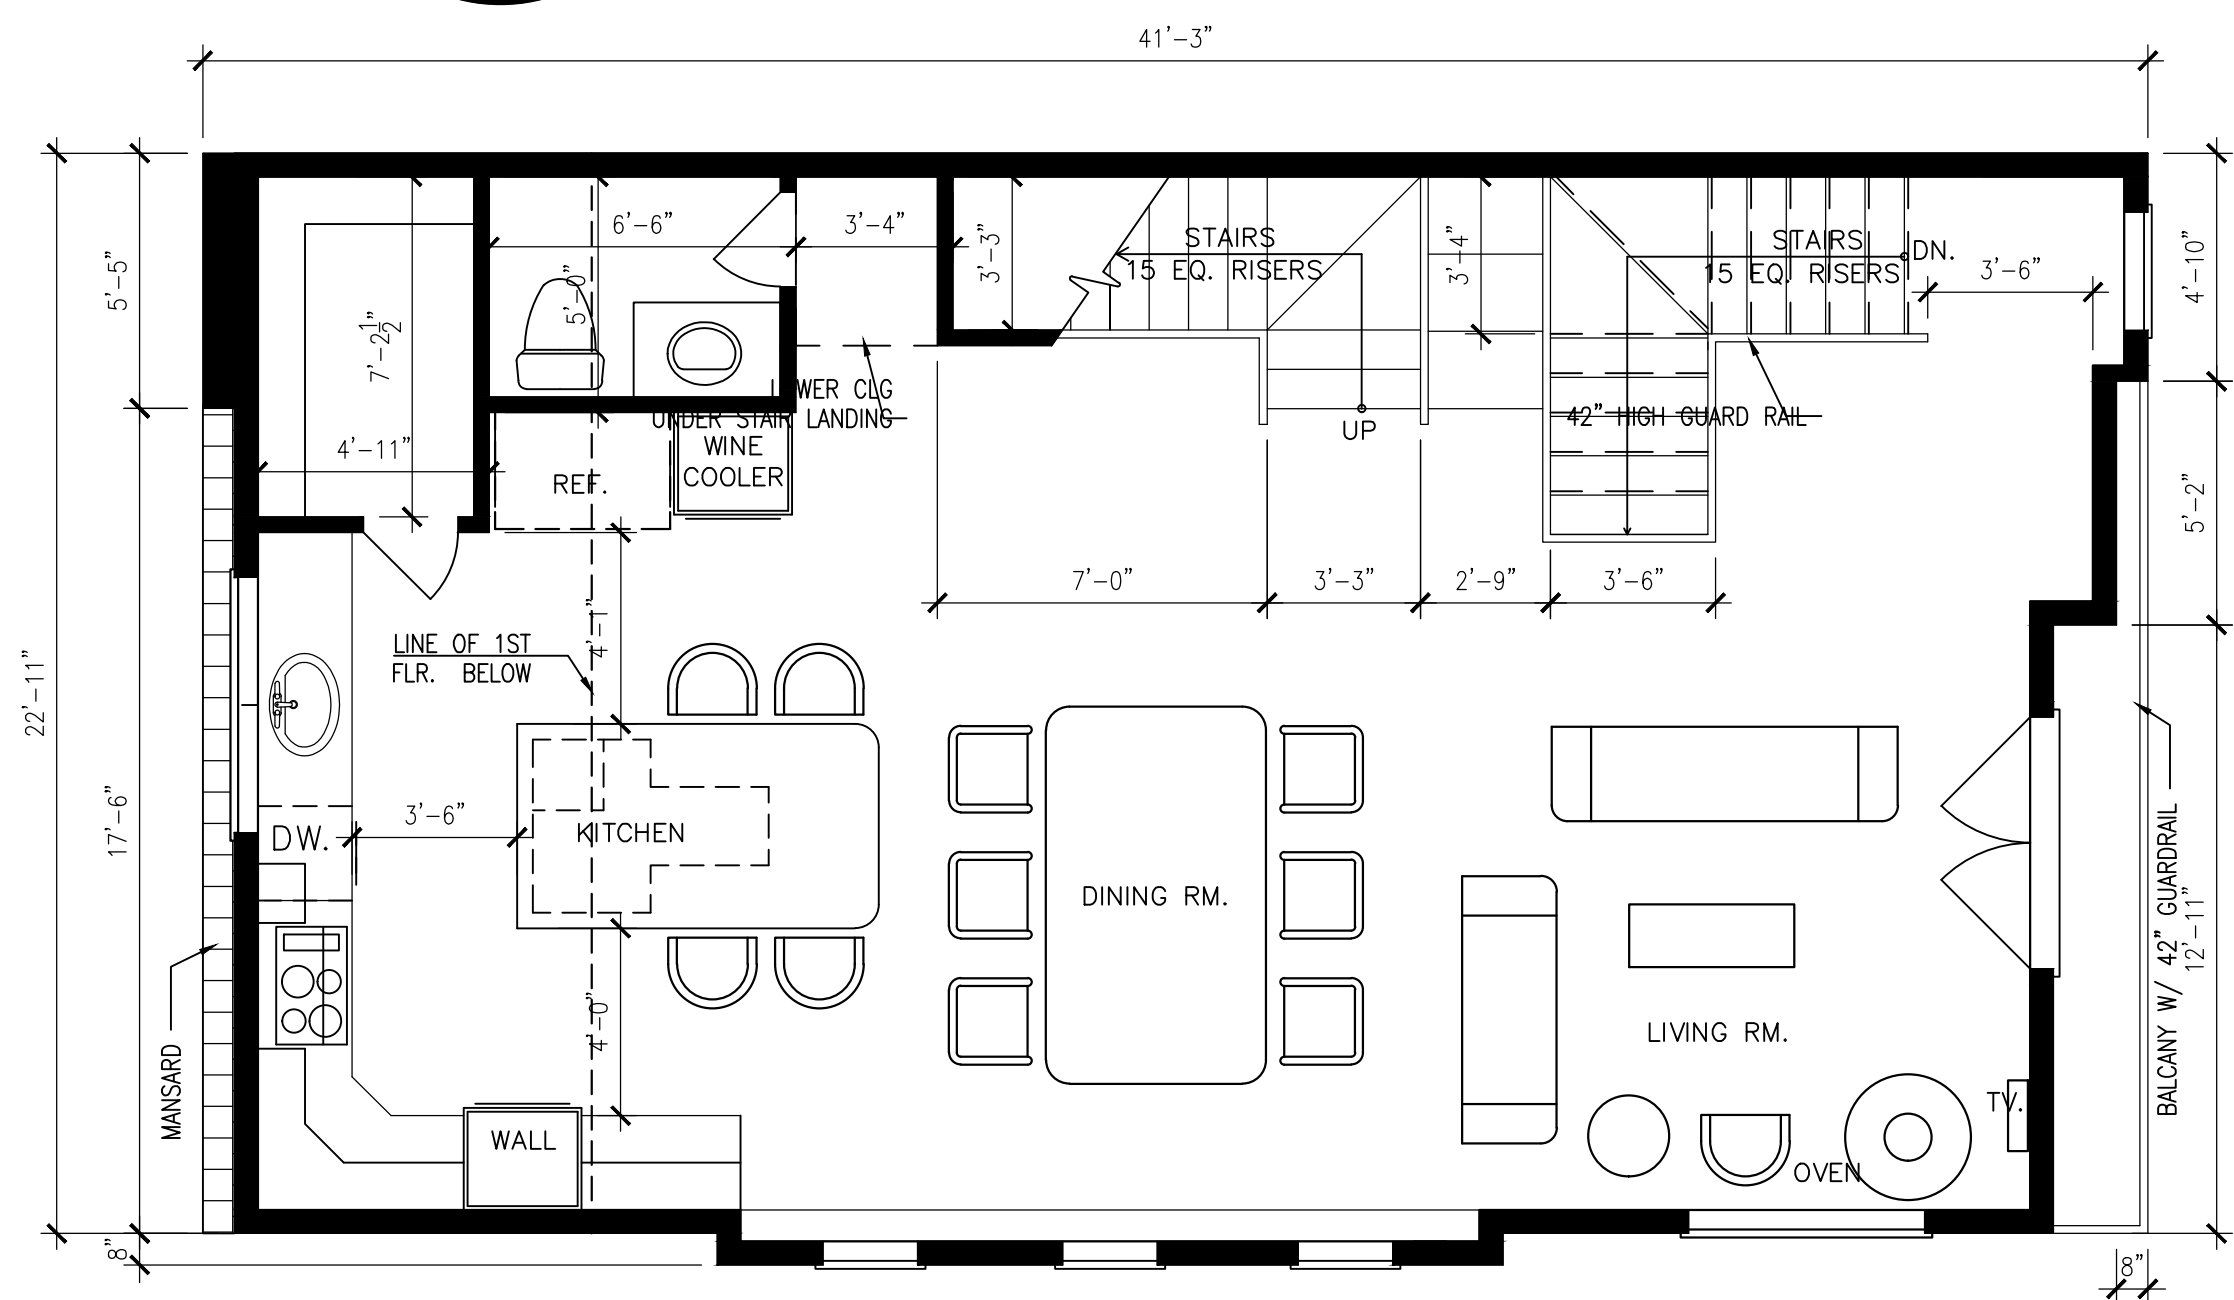 41'-3"
6'-6"
3'-4"
3'-3"
STAIRS
15 EQ. RISERS
3'-4"
STAIRS
15 EQ. RISERS
DN.
3'-6"
4'-10"
5'-5"
5'-0"
7'-2 1/2"
WER CLG
UNDER STAIR LANDING
42" HIGH GUARD RAIL
UP
4'-11"
WINE
COOLER
REF.
5'-2"
7'-0"
3'-3"
2'-9"
3'-6"
4'-1"
LINE OF 1ST
FLR. BELOW
22'-11"
17'-6"
3'-6"
DW.
KITCHEN
DINING RM.
BALCANY W/ 42" GUARDRAIL
12'-11"
LIVING RM.
4'-0"
MANSARD
TV.
WALL
OVEN
8"
8"